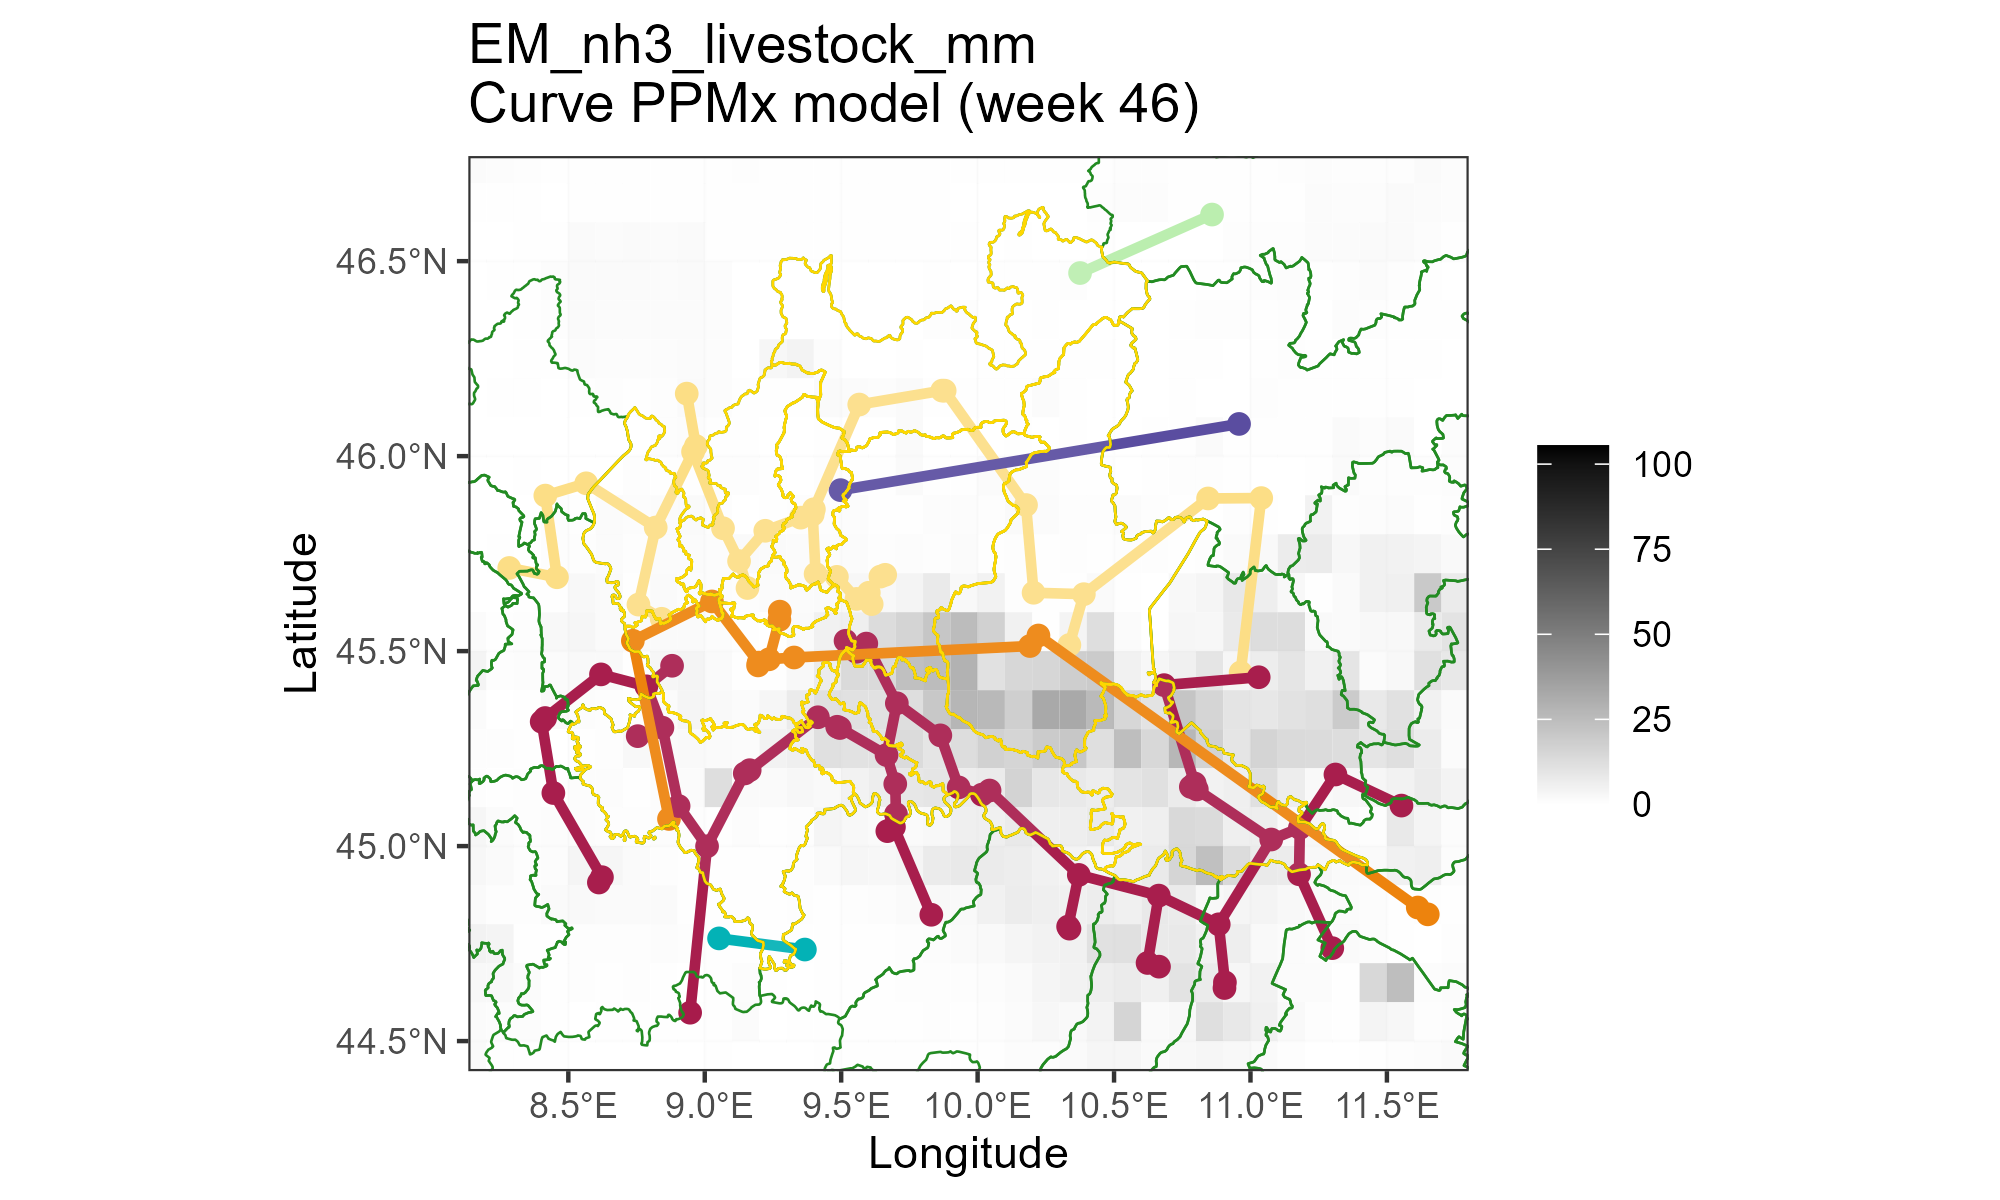 EM_nh3_livestock_mm
Curve PPMx model (week 46)
46.5°N
46.0°N
45.5°N
45.0°N
44.5°N
Latitude
8.5°E
9.0°E
9.5°E
10.0°E
10.5°E
11.0°E
11.5°E
Longitude
100
75
50
25
0